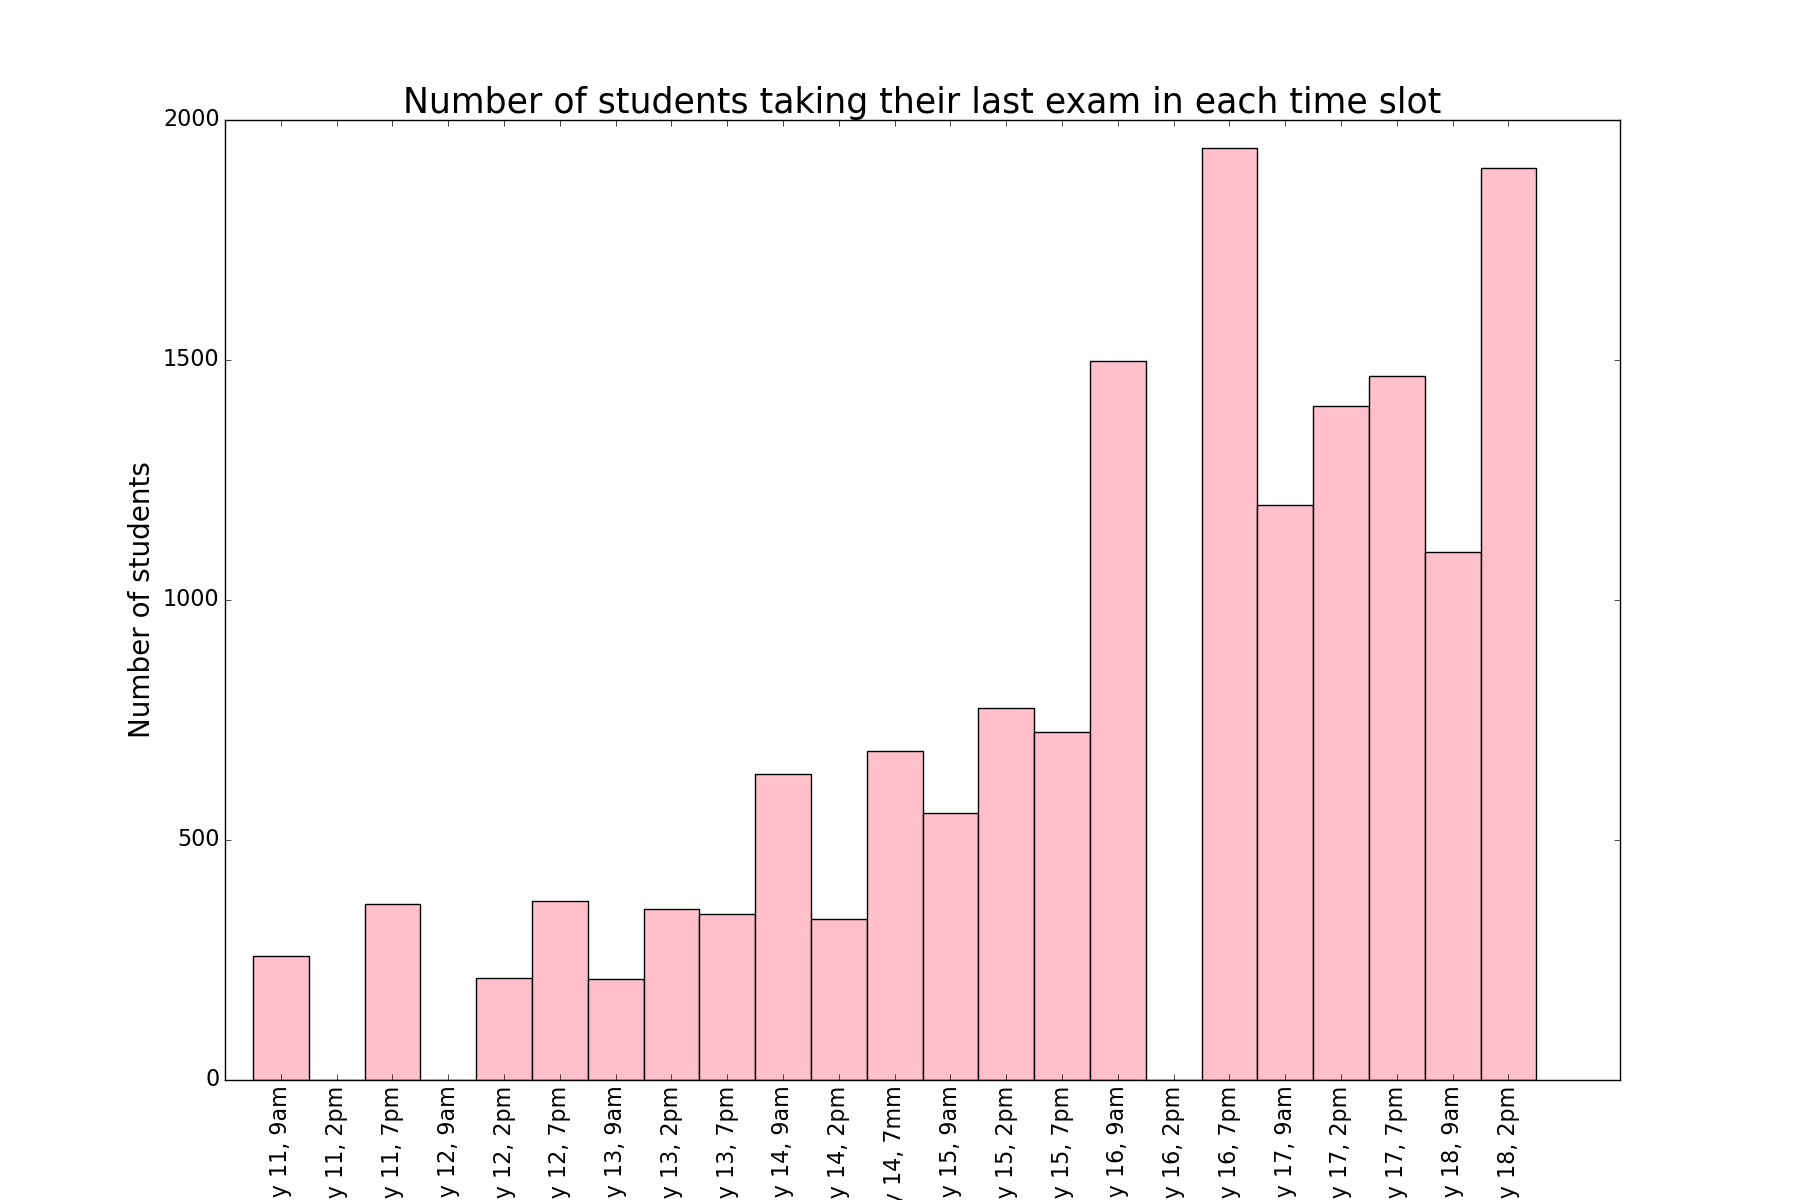 Number of students taking their last exam in each time slot
Number of students
2000
1500
1000
500
0
y 11, 9am
y 11, 2pm
y 11, 7pm
y 12, 9am
y 12, 2pm
y 12, 7pm
y 13, 9am
y 13, 2pm
y 13, 7pm
y 14, 9am
y 14, 2pm
y 14, 7mm
y 15, 9am
y 15, 2pm
y 15, 7pm
y 16, 9am
y 16, 2pm
y 16, 7pm
y 17, 9am
y 17, 2pm
y 17, 7pm
y 18, 9am
y 18, 2pm